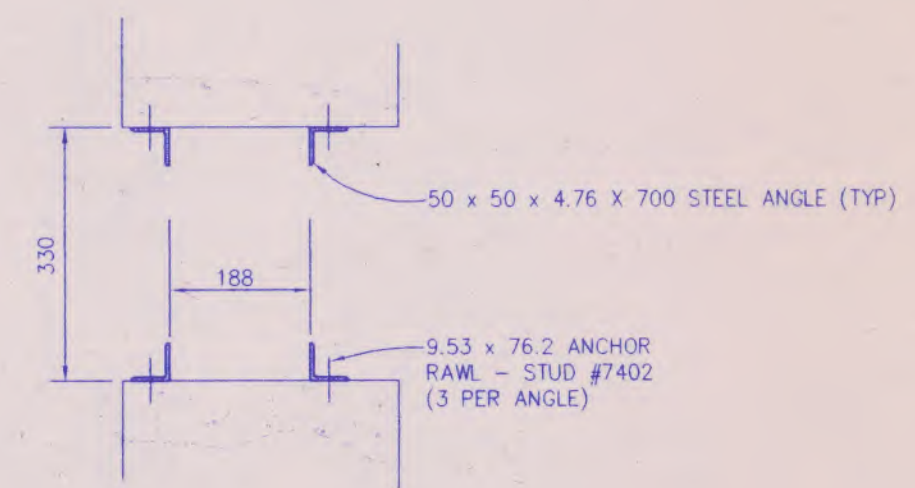 50 x 50 x 4.76 X 700 STEEL ANGLE (TYP)
330
188
9.53 x 76.2 ANCHOR
RAWL - STUD #7402
(3 PER ANGLE)